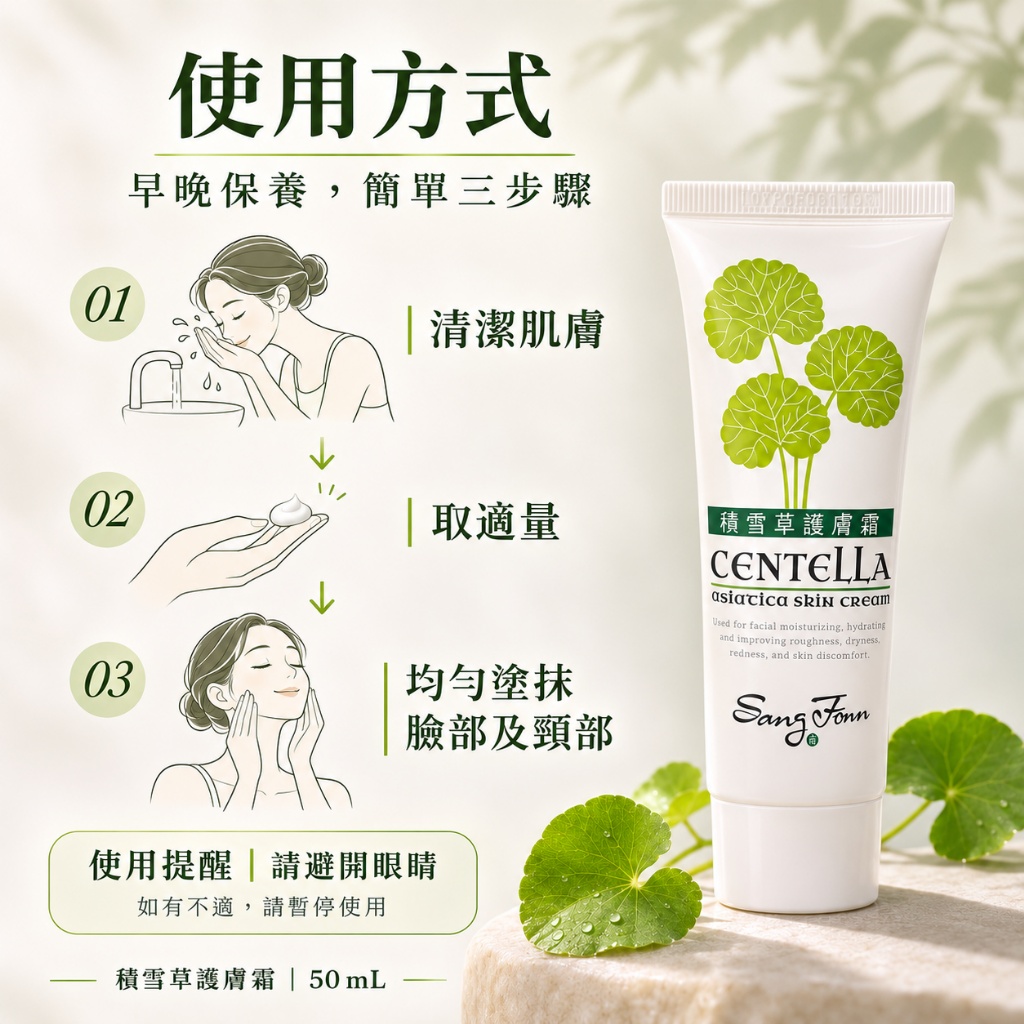 使用方式
早晚保養，簡單三步驟
01
清潔肌膚
02
取適量
03
均勻塗抹
臉部及頸部
使用提醒｜請避開眼睛
如有不適，請暫停使用
積雪草護膚霜｜50 mL
積雪草護膚霜
CENTELLA
asiatica skin cream
Used for facial moisturizing, hydrating
and improving roughness, dryness,
redness, and skin discomfort.
Sang Fonn